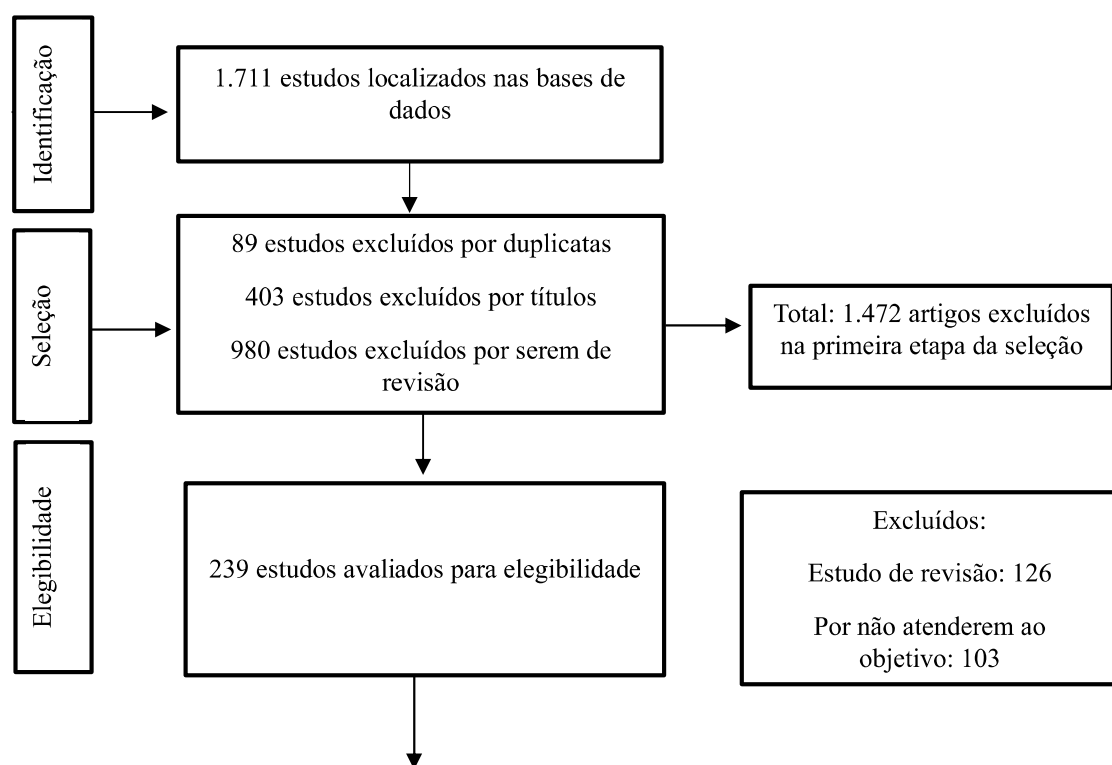 Identificação
1.711 estudos localizados nas bases de
dados
Seleção
89 estudos excluídos por duplicatas
403 estudos excluídos por títulos
980 estudos excluídos por serem de
revisão
Total: 1.472 artigos excluídos
na primeira etapa da seleção
Elegibilidade
239 estudos avaliados para elegibilidade
Excluídos:
Estudo de revisão: 126
Por não atenderem ao
objetivo: 103